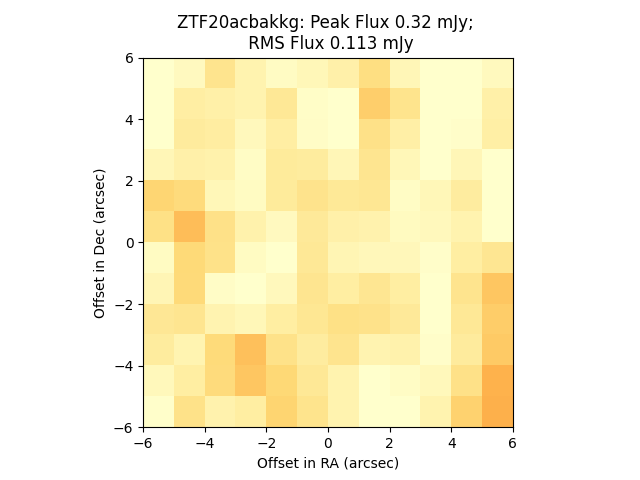 ZTF20acbakkg: Peak Flux 0.32 mJy;
RMS Flux 0.113 mJy
6
4
2
0
−2
−4
−6
Offset in Dec (arcsec)
−6 −4 −2 0 2 4 6
Offset in RA (arcsec)